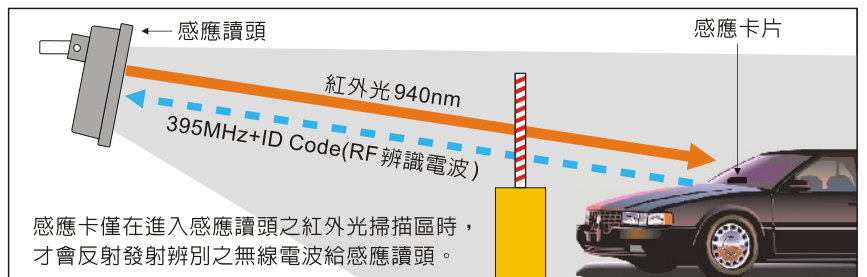 感應讀頭
感應卡片
紅外光940nm
395MHz+ID Code(RF辨識電波)
感應卡僅在進入感應讀頭之紅外光掃描區時，
才會反射發射辨別之無線電波給感應讀頭。